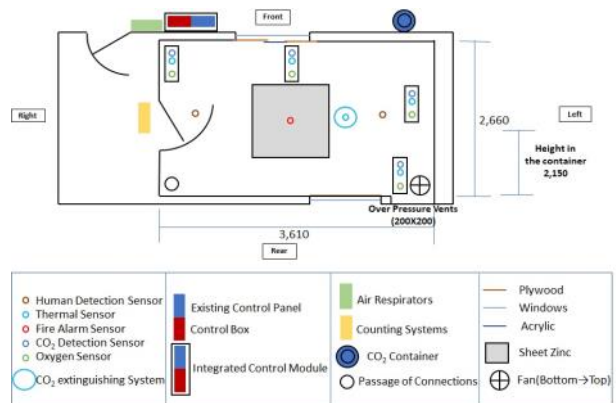 Front
Right
Left
2,660
Height in
the container
2,150
Over Pressure Vents
(200X200)
3,610
Rear
Human Detection Sensor
Thermal Sensor
Fire Alarm Sensor
CO₂ Detection Sensor
Oxygen Sensor
CO₂ extinguishing System
Existing Control Panel
Control Box
Integrated Control Module
Air Respirators
Counting Systems
CO₂ Container
Passage of Connections
Plywood
Windows
Acrylic
Sheet Zinc
Fan(Bottom→Top)